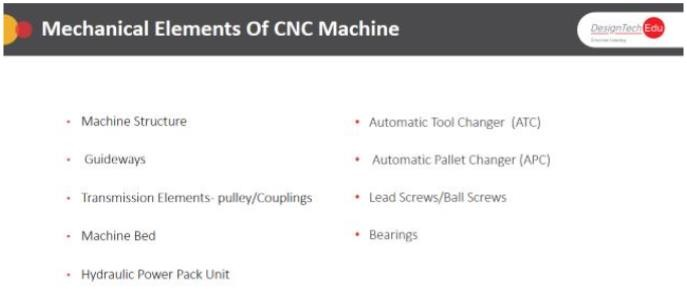 Mechanical Elements Of CNC Machine
DesignTech Edu
Machine Structure
Guideways
Transmission Elements- pulley/Couplings
Machine Bed
Hydraulic Power Pack Unit
Automatic Tool Changer (ATC)
Automatic Pallet Changer (APC)
Lead Screws/Ball Screws
Bearings